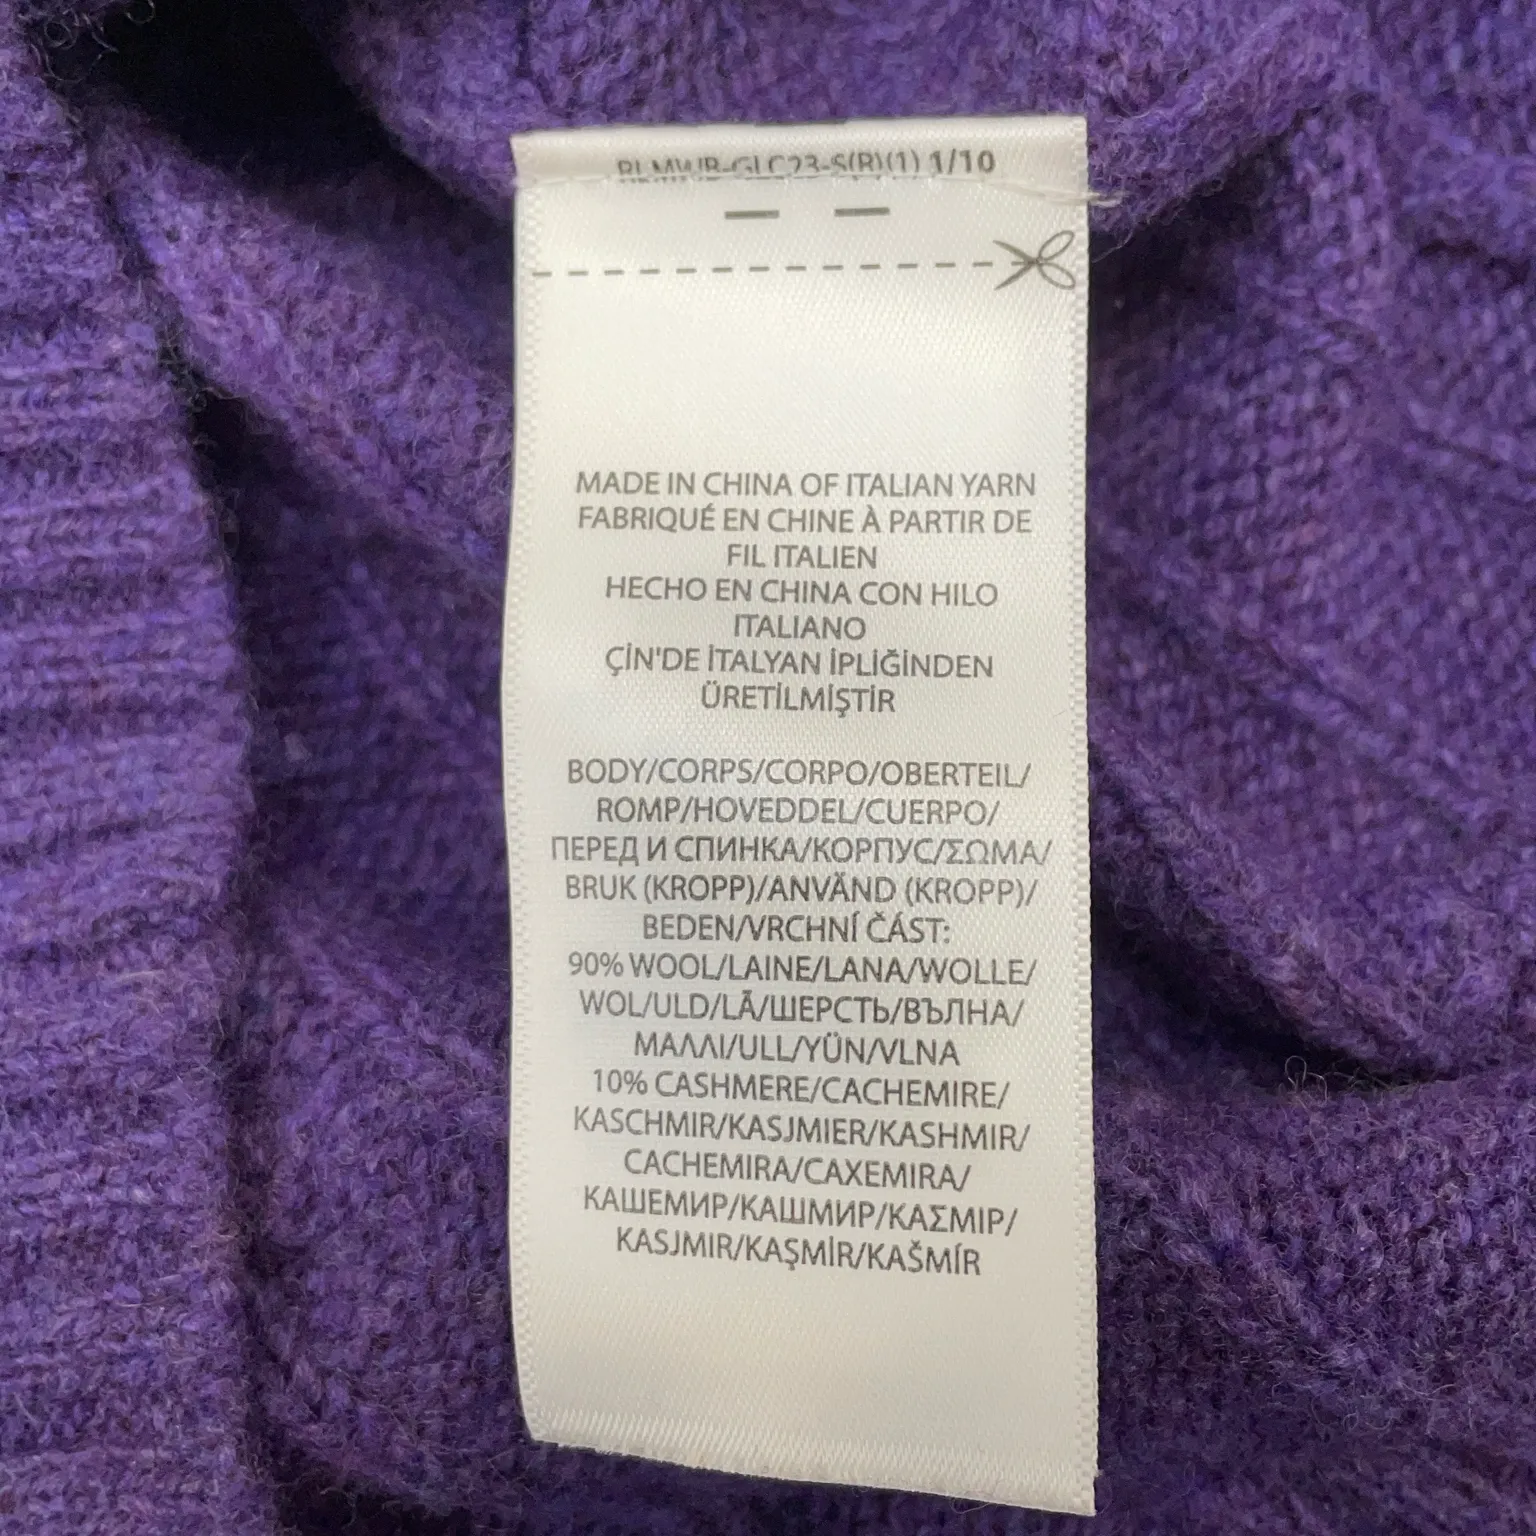 1/10
MADE IN CHINA OF ITALIAN YARN
FABRIQUÉ EN CHINE À PARTIR DE
FIL ITALIEN
HECHO EN CHINA CON HILO
ITALIANO
ÇİN'DE İTALYAN İPLİĞİNDEN
ÜRETİLMİŞTİR
BODY/CORPS/CORPO/OBERTEIL/
ROMP/HOVEDDEL/CUERPO/
ПЕРЕД И СПИНКА/КОРПУС/ΣΩΜΑ/
BRUK (KROPP)/ANVÄND (KROPP)/
BEDEN/VRCHNÍ ČÁST:
90% WOOL/LAINE/LANA/WOLLE/
WOL/ULD/LÃ/ШЕРСТЬ/ВЪЛНА/
ΜΑΛΛΙ/ULL/YÜN/VLNA
10% CASHMERE/CACHEMIRE/
KASCHMIR/KASJMIER/KASHMIR/
CACHEMIRA/CAXEMIRA/
КАШЕМИР/КАШМИР/ΚΑΣΜΙΡ/
KASJMIR/KAŞMİR/KAŠMÍR